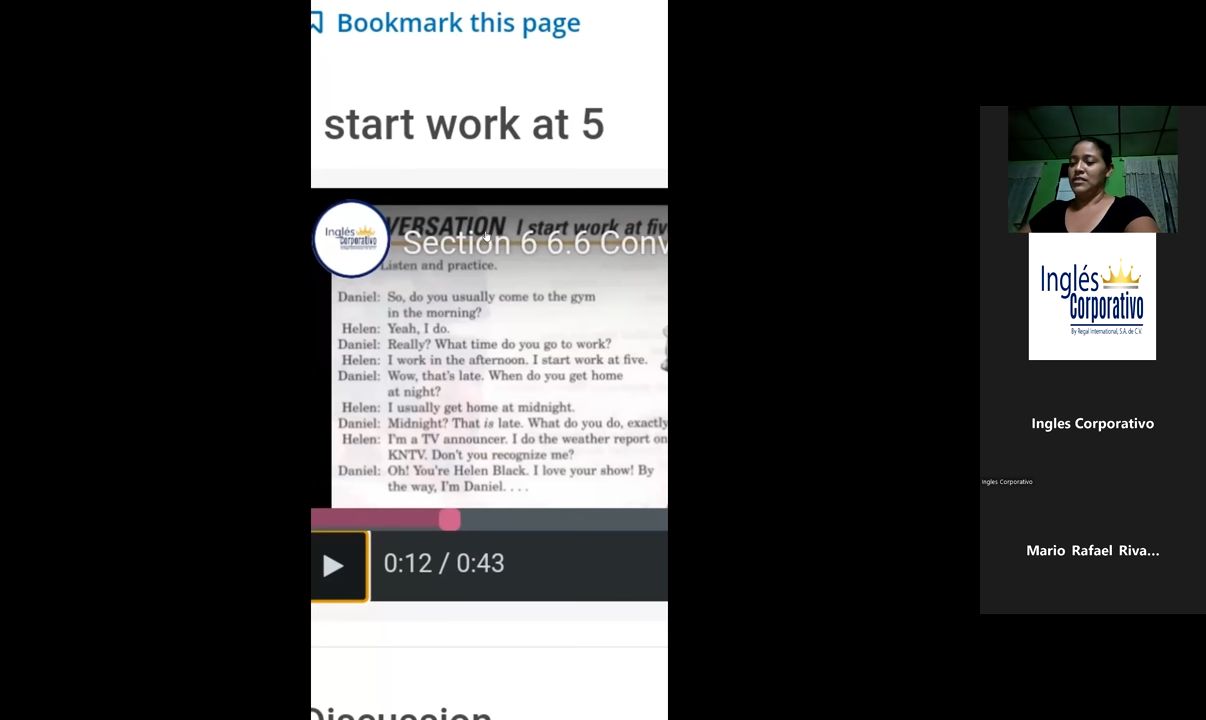 Bookmark this page
start work at 5
VERSATION I start work at fiv
Section 6 6.6 Conv
Listen and practice.
Daniel: So, do you usually come to the gym
in the morning?
Helen: Yeah, I do.
Daniel: Really? What time do you go to work?
Helen: I work in the afternoon. I start work at five.
Daniel: Wow, that's late. When do you get home
at night?
Helen: I usually get home at midnight.
Daniel: Midnight? That is late. What do you do, exactly
Helen: I'm a TV announcer. I do the weather report on
KNTV. Don't you recognize me?
Daniel: Oh! You're Helen Black. I love your show! By
the way, I'm Daniel. . . .
0:12 / 0:43
Discussion
Inglés
Corporativo
Inglés
Corporativo
By Regal International, S.A. de C.V.
Ingles Corporativo
Ingles Corporativo
Mario Rafael Riva...